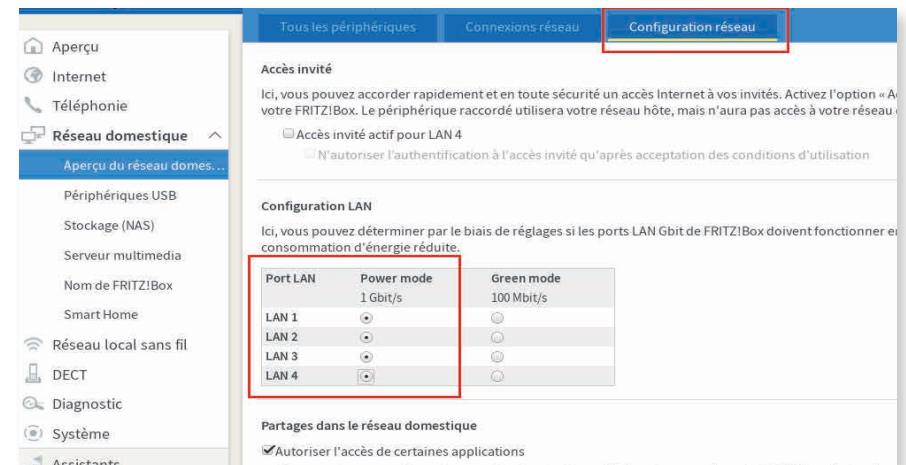 Tous les périphériques
Connexions réseau
Configuration réseau
Aperçu
Internet
Téléphonie
Réseau domestique
Aperçu du réseau domes...
Périphériques USB
Stockage (NAS)
Serveur multimedia
Nom de FRITZ!Box
Smart Home
Réseau local sans fil
DECT
Diagnostic
Système
Assistants
Accès invité
Ici, vous pouvez accorder rapidement et en toute sécurité un accès Internet à vos invités. Activez l'option «
votre FRITZ!Box. Le périphérique raccordé utilisera votre réseau hôte, mais n'aura pas accès à votre réseau
Accès invité actif pour LAN 4
N'autoriser l'authentification à l'accès invité qu'après acceptation des conditions d'utilisation
Configuration LAN
Ici, vous pouvez déterminer par le biais de réglages si les ports LAN Gbit de FRITZ!Box doivent fonctionner
consommation d'énergie réduite.
Port LAN Power mode Green mode
1 Gbit/s 100 Mbit/s
LAN 1
LAN 2
LAN 3
LAN 4
Partages dans le réseau domestique
Autoriser l'accès de certaines applications